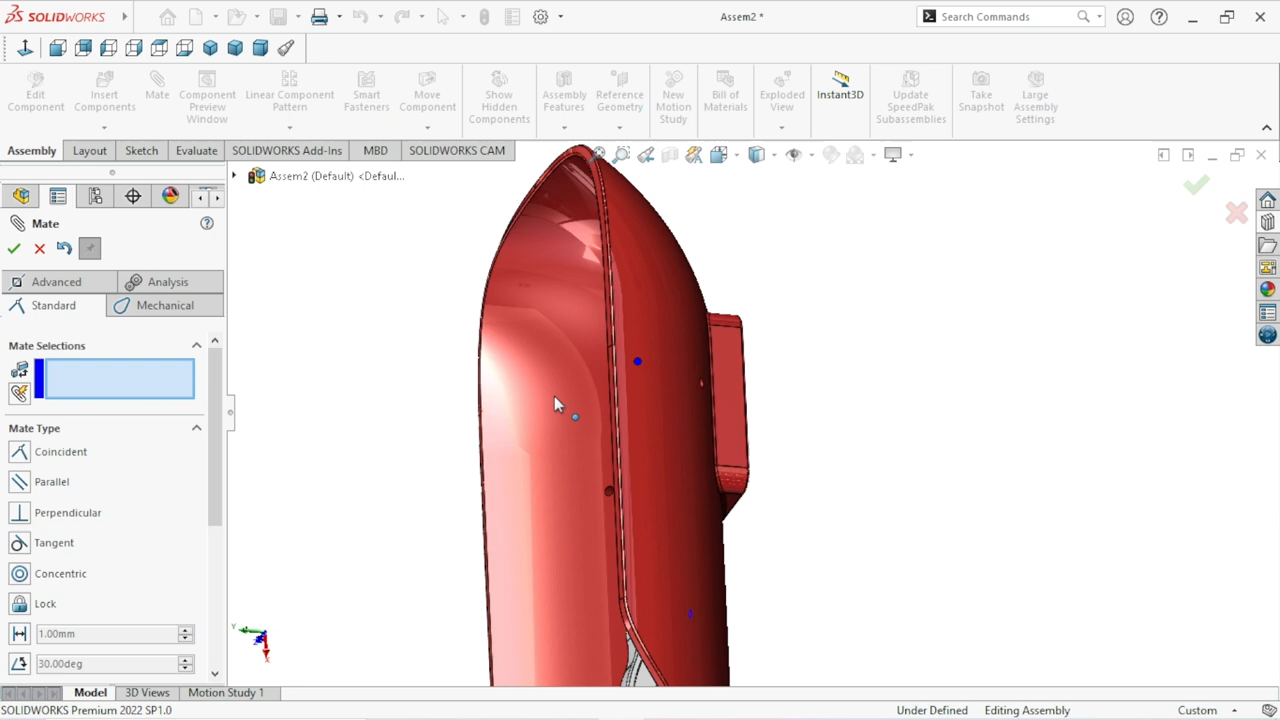 SOLIDWORKS
Assem2 *
Search Commands
Edit Component
Insert Components
Mate
Component Preview Window
Linear Component Pattern
Smart Fasteners
Move Component
Show Hidden Components
Assembly Features
Reference Geometry
New Motion Study
Bill of Materials
Exploded View
Instant3D
Update SpeedPak Subassemblies
Take Snapshot
Large Assembly Settings
Assembly
Layout
Sketch
Evaluate
SOLIDWORKS Add-Ins
MBD
SOLIDWORKS CAM
Assem2 (Default) <Defaul...
Mate
Advanced
Analysis
Standard
Mechanical
Mate Selections
Mate Type
Coincident
Parallel
Perpendicular
Tangent
Concentric
Lock
1.00mm
30.00deg
Y
X
Model
3D Views
Motion Study 1
SOLIDWORKS Premium 2022 SP1.0
Under Defined
Editing Assembly
Custom